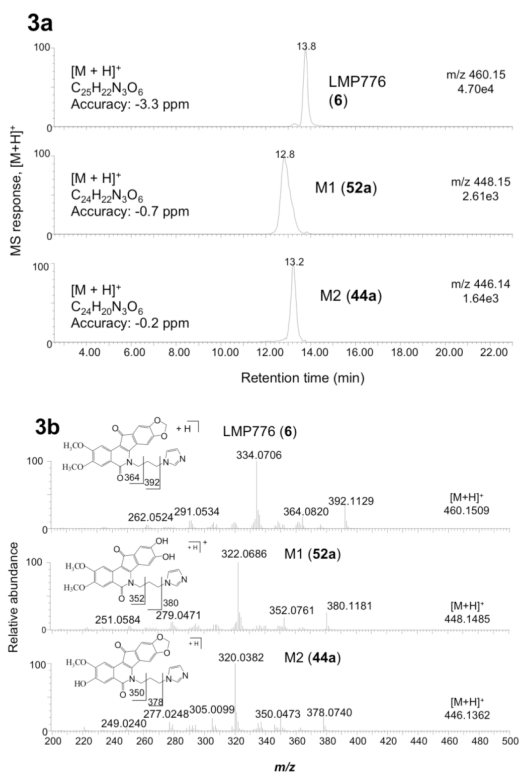 3a
100
[M + H]+
C25H22N3O6
Accuracy: -3.3 ppm
13.8
LMP776
(6)
m/z 460.15
4.70e4
0
100
[M + H]+
C24H22N3O6
Accuracy: -0.7 ppm
12.8
M1 (52a)
m/z 448.15
2.61e3
0
100
[M + H]+
C24H20N3O6
Accuracy: -0.2 ppm
13.2
M2 (44a)
m/z 446.14
1.64e3
0
MS response, [M+H]+
4.00 6.00 8.00 10.00 12.00 14.00 16.00 18.00 20.00 22.00
Retention time (min)
3b
LMP776 (6)
+ H
O
O
O
H3CO
H3CO
N
N
N
O
364
392
100
334.0706
262.0524
291.0534
364.0820
392.1129
[M+H]+
460.1509
0
M1 (52a)
+H +
O
OH
OH
H3CO
H3CO
N
N
N
O
352
380
100
322.0686
251.0584
279.0471
352.0761
380.1181
[M+H]+
448.1485
0
M2 (44a)
+H
O
O
O
H3CO
HO
N
N
N
O
350
378
100
320.0382
249.0240
277.0248
305.0099
350.0473
378.0740
[M+H]+
446.1362
0
Relative abundance
200 220 240 260 280 300 320 340 360 380 400 420 440 460 480 500
m/z